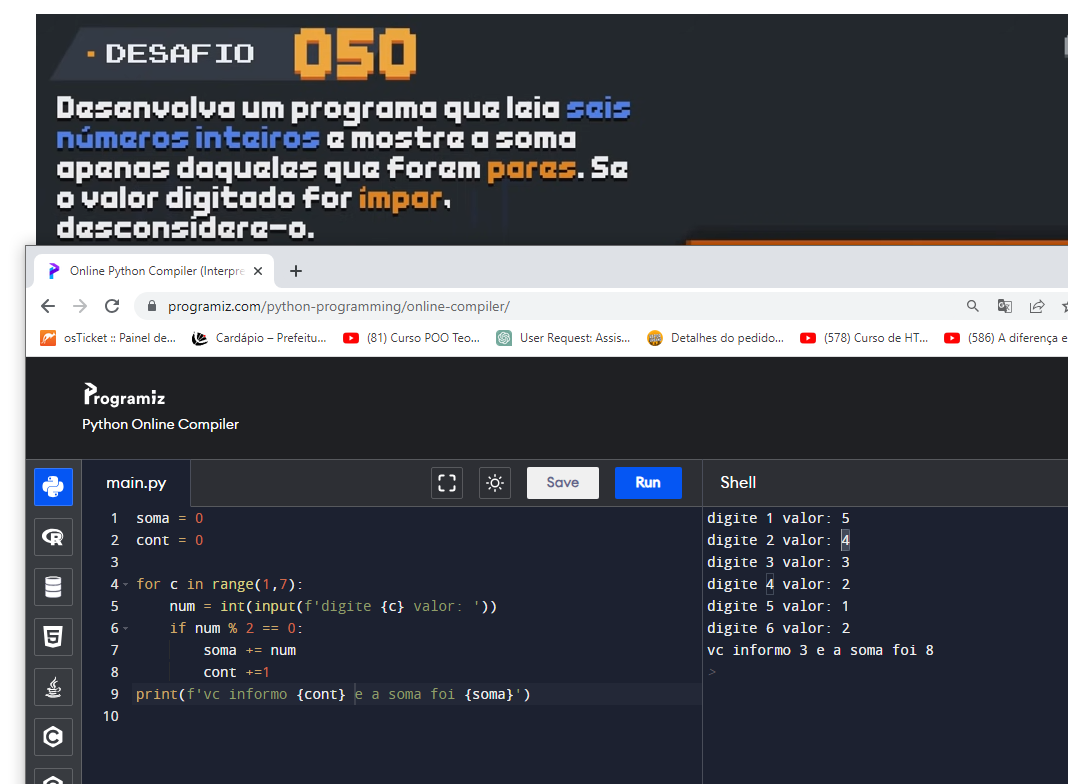 · DESAFIO 050
Desenvolva um programa que leia seis
números inteiros e mostre a soma
apenas daqueles que forem pares. Se
o valor digitado for ímpar,
desconsidere-o.
Online Python Compiler (Interpre
programiz.com/python-programming/online-compiler/
osTicket :: Painel de... Cardápio – Prefeitu... (81) Curso POO Teo... User Request: Assis... Detalhes do pedido... (578) Curso de HT... (586) A diferença e
Programiz
Python Online Compiler
main.py Save Run Shell
1 soma = 0
2 cont = 0
3
4 for c in range(1,7):
5 num = int(input(f'digite {c} valor: '))
6 if num % 2 == 0:
7 soma += num
8 cont +=1
9 print(f'vc informo {cont} e a soma foi {soma}')
10
digite 1 valor: 5
digite 2 valor: 4
digite 3 valor: 3
digite 4 valor: 2
digite 5 valor: 1
digite 6 valor: 2
vc informo 3 e a soma foi 8
>